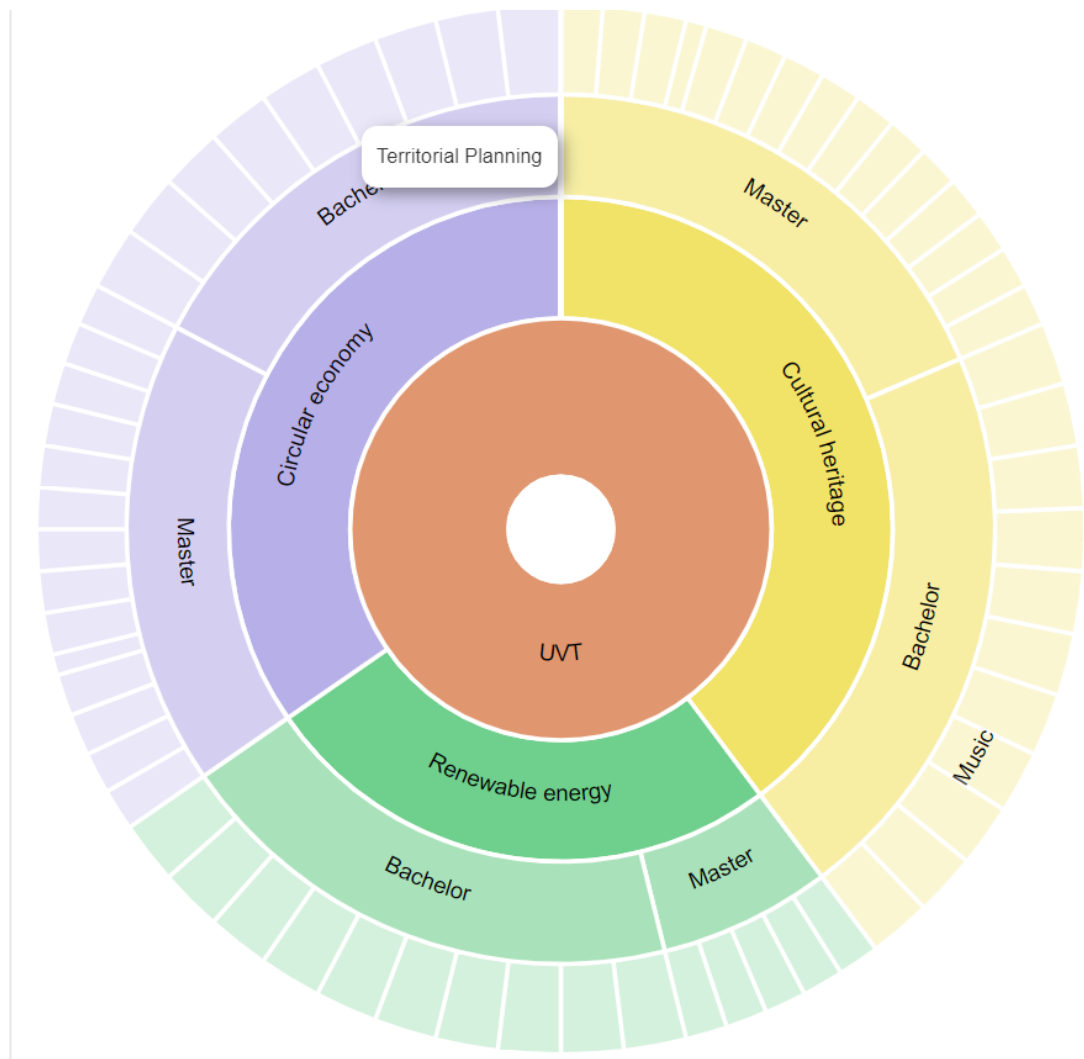 Territorial Planning
Master
Circular economy
Cultural heritage
Master
Bachelor
UVT
Music
Renewable energy
Bachelor
Master